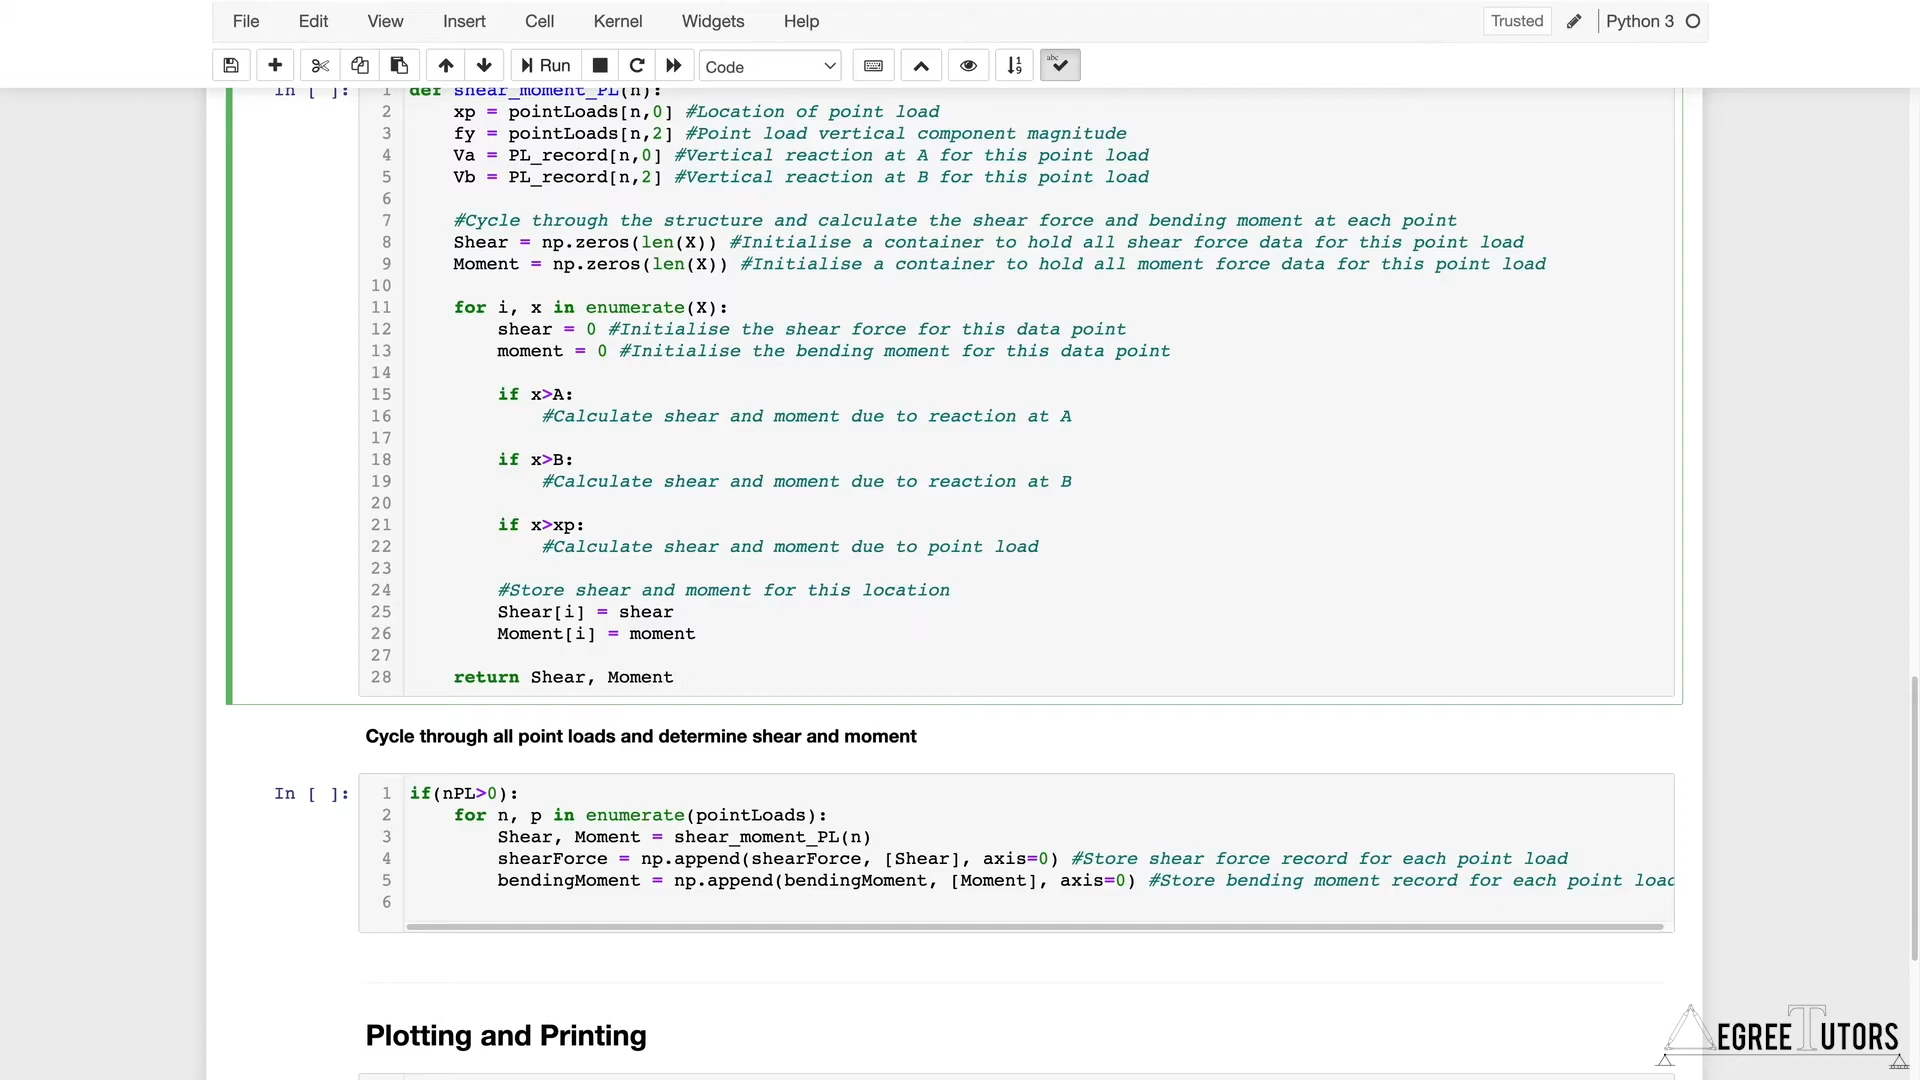 File Edit View Insert Cell Kernel Widgets Help Trusted Python 3
Run Code
In [ ]: 1 def shear_moment_PL(n):
2 xp = pointLoads[n,0] #Location of point load
3 fy = pointLoads[n,2] #Point load vertical component magnitude
4 Va = PL_record[n,0] #Vertical reaction at A for this point load
5 Vb = PL_record[n,2] #Vertical reaction at B for this point load
6
7 #Cycle through the structure and calculate the shear force and bending moment at each point
8 Shear = np.zeros(len(X)) #Initialise a container to hold all shear force data for this point load
9 Moment = np.zeros(len(X)) #Initialise a container to hold all moment force data for this point load
10
11 for i, x in enumerate(X):
12 shear = 0 #Initialise the shear force for this data point
13 moment = 0 #Initialise the bending moment for this data point
14
15 if x>A:
16 #Calculate shear and moment due to reaction at A
17
18 if x>B:
19 #Calculate shear and moment due to reaction at B
20
21 if x>xp:
22 #Calculate shear and moment due to point load
23
24 #Store shear and moment for this location
25 Shear[i] = shear
26 Moment[i] = moment
27
28 return Shear, Moment
Cycle through all point loads and determine shear and moment
In [ ]: 1 if(nPL>0):
2 for n, p in enumerate(pointLoads):
3 Shear, Moment = shear_moment_PL(n)
4 shearForce = np.append(shearForce, [Shear], axis=0) #Store shear force record for each point load
5 bendingMoment = np.append(bendingMoment, [Moment], axis=0) #Store bending moment record for each point load
6
Plotting and Printing
DEGREE TUTORS